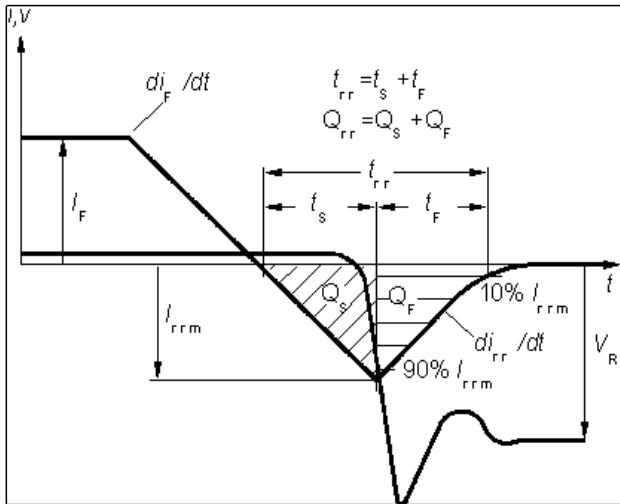 I,V
di_F /dt
t_rr = t_S + t_F
Q_rr = Q_S + Q_F
t_rr
t_S
t_F
I_F
t
Q_S
Q_F
10% I_rrm
I_rrm
di_rr /dt
V_R
90% I_rrm